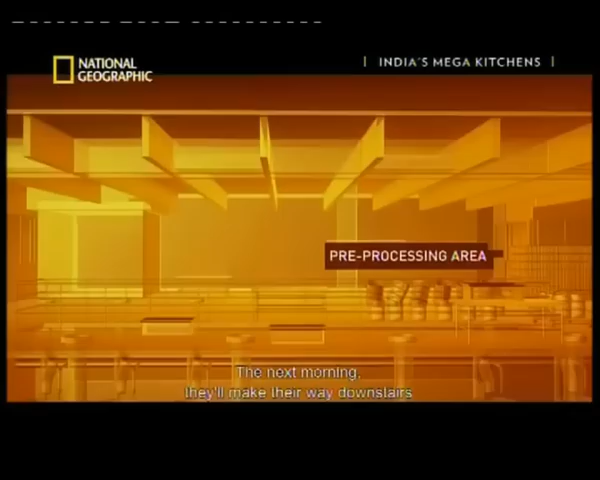 NATIONAL
GEOGRAPHIC
INDIA'S MEGA KITCHENS
PRE-PROCESSING AREA
The next morning,
they'll make their way downstairs